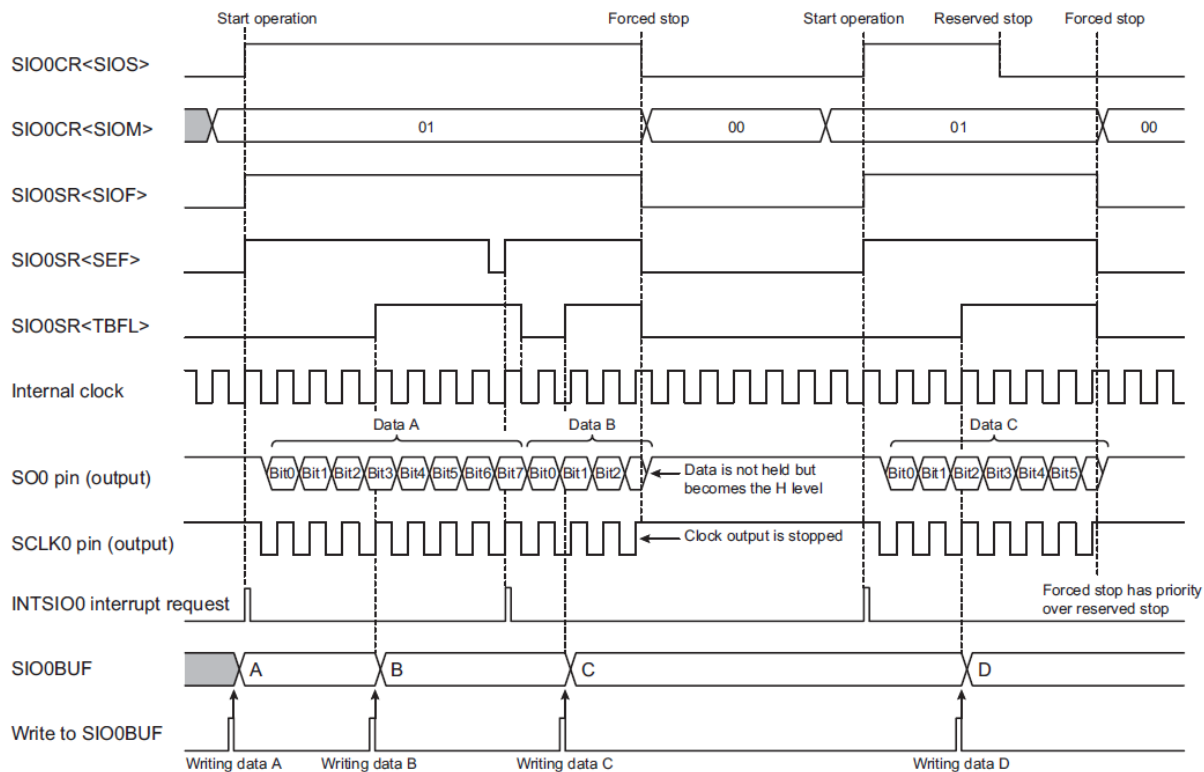 Start operation Forced stop Start operation Reserved stop Forced stop
SIO0CR<SIOS>
SIO0CR<SIOM> 01 00 01 00
SIO0SR<SIOF>
SIO0SR<SEF>
SIO0SR<TBFL>
Internal clock
Data A Data B Data C
SO0 pin (output) Bit0 Bit1 Bit2 Bit3 Bit4 Bit5 Bit6 Bit7 Bit0 Bit1 Bit2 Data is not held but Bit0 Bit1 Bit2 Bit3 Bit4 Bit5
becomes the H level
SCLK0 pin (output) Clock output is stopped
INTSIO0 interrupt request Forced stop has priority
over reserved stop
SIO0BUF A B C D
Write to SIO0BUF
Writing data A Writing data B Writing data C Writing data D